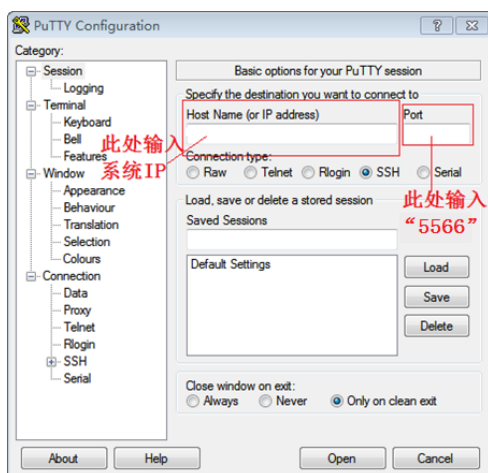 PuTTY Configuration
Category:
Session
Logging
Terminal
Keyboard
Bell
Features
Window
Appearance
Behaviour
Translation
Selection
Colours
Connection
Data
Proxy
Telnet
Rlogin
SSH
Serial
Basic options for your PuTTY session
Specify the destination you want to connect to
Host Name (or IP address)
Port
此处输入
系统IP
Connection type:
Raw Telnet Rlogin SSH Serial
此处输入
“5566”
Load, save or delete a stored session
Saved Sessions
Default Settings
Load
Save
Delete
Close window on exit:
Always Never Only on clean exit
About Help Open Cancel